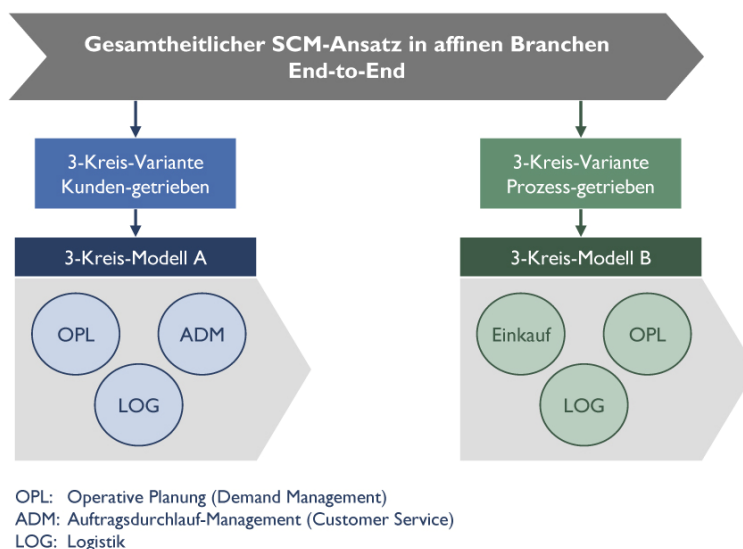 Gesamtheitlicher SCM-Ansatz in affinen Branchen
End-to-End
3-Kreis-Variante
Kunden-getrieben
3-Kreis-Variante
Prozess-getrieben
3-Kreis-Modell A
3-Kreis-Modell B
OPL
ADM
LOG
Einkauf
OPL
LOG
OPL: Operative Planung (Demand Management)
ADM: Auftragsdurchlauf-Management (Customer Service)
LOG: Logistik